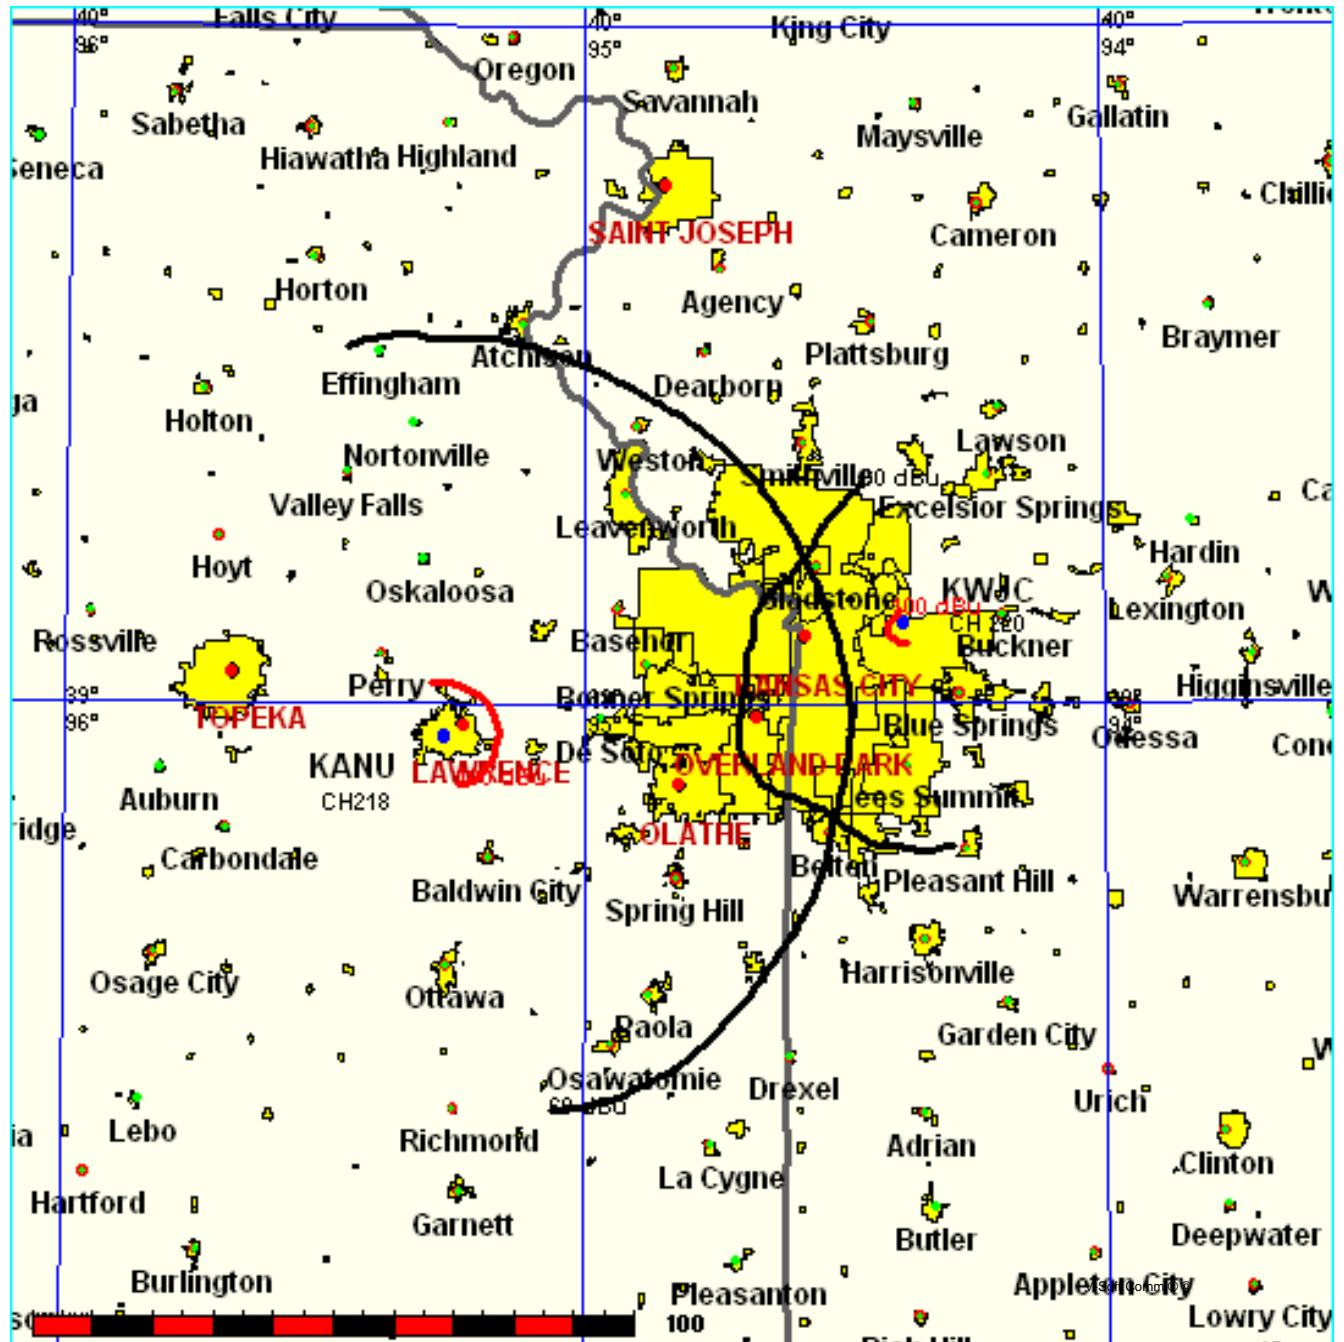 Falls City
King City
40°
96°
40°
95°
40°
94°
Oregon
Savannah
Sabetha
Hiawatha
Highland
Maysville
Gallatin
Seneca
SAINT JOSEPH
Cameron
Horton
Agency
Braymer
Atchison
Plattsburg
Effingham
Dearborn
Holton
Lawson
Nortonville
Weston
Smithville
Valley Falls
Excelsior Springs
Leavenworth
Hoyt
Hardin
Oskaloosa
KWJC
Gladstone
100 dBu
Lexington
CH 220
Rossville
Basehor
Buckner
Perry
Bonner Springs
KANSAS CITY
Higginsville
39°
96°
TOPEKA
Blue Springs
Odessa
De Soto
KANU
LAWRENCE
OVERLAND PARK
CH218
Auburn
Lees Summit
OLATHE
Carbondale
Belton
Baldwin City
Pleasant Hill
Spring Hill
Osage City
Ottawa
Harrisonville
Paola
Garden City
Osawatomie
Drexel
60 dBu
Urich
Lebo
Richmond
Adrian
La Cygne
Clinton
Hartford
Garnett
Butler
Deepwater
Burlington
Appleton City
Pleasanton
Lowry City
100